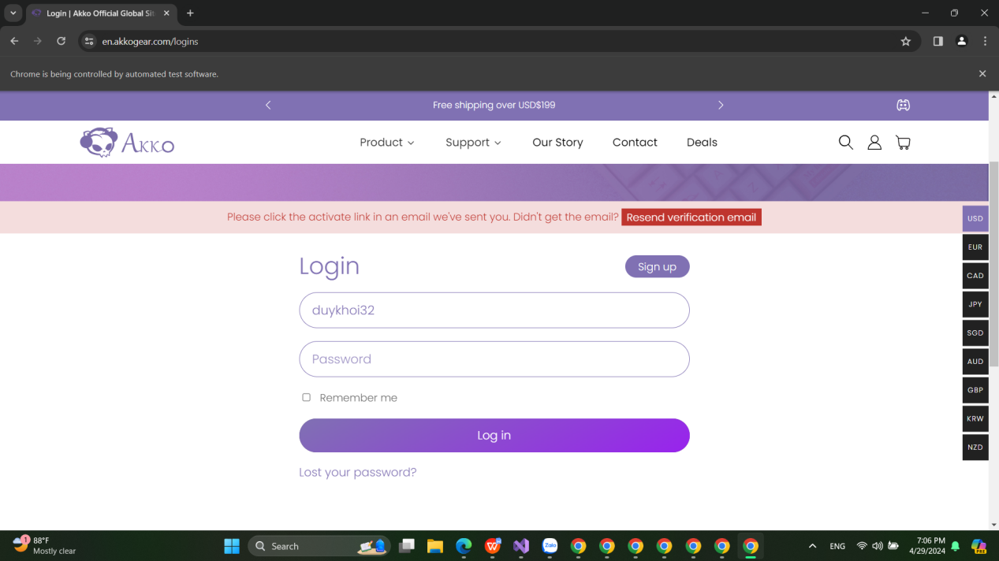 Login | Akko Official Global Sit
en.akkogear.com/logins
Chrome is being controlled by automated test software.
Free shipping over USD$199
AKKO
Product
Support
Our Story
Contact
Deals
Please click the activate link in an email we've sent you. Didn't get the email? Resend verification email
USD
EUR
CAD
JPY
SGD
AUD
GBP
KRW
NZD
Login
Sign up
duykhoi32
Password
Remember me
Log in
Lost your password?
1
88°F
Mostly clear
Search
W
Zalo
ENG
7:06 PM
4/29/2024
PRE